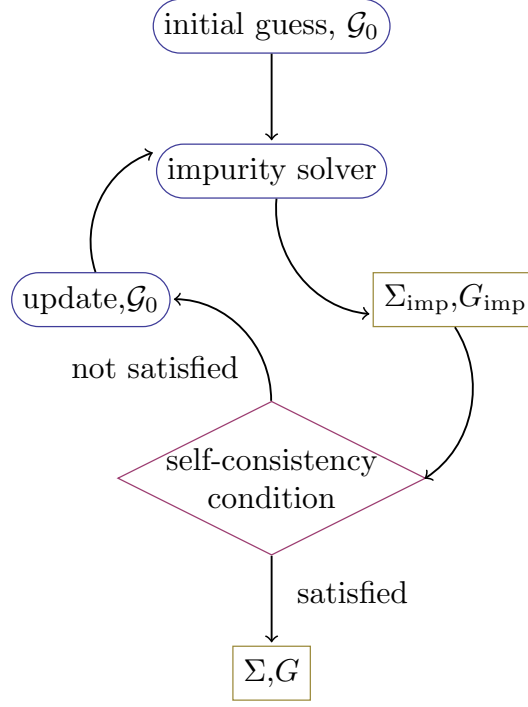 initial guess, 𝒢₀
impurity solver
update,𝒢₀
Σ_imp,G_imp
not satisfied
self-consistency
condition
satisfied
Σ,G